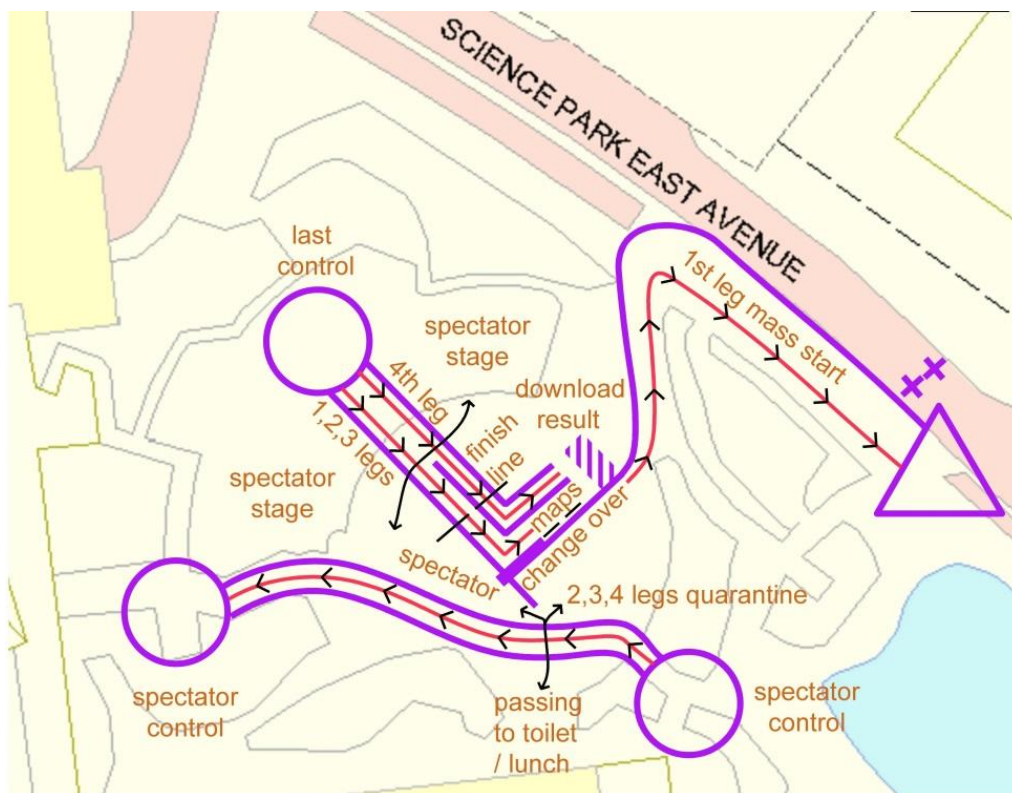 SCIENCE PARK EAST AVENUE
last
control
spectator
stage
1st leg mass start
4th leg
download
result
1,2,3 legs
finish
line
spectator
stage
maps
change over
spectator
2,3,4 legs quarantine
spectator
control
passing
to toilet
/ lunch
spectator
control